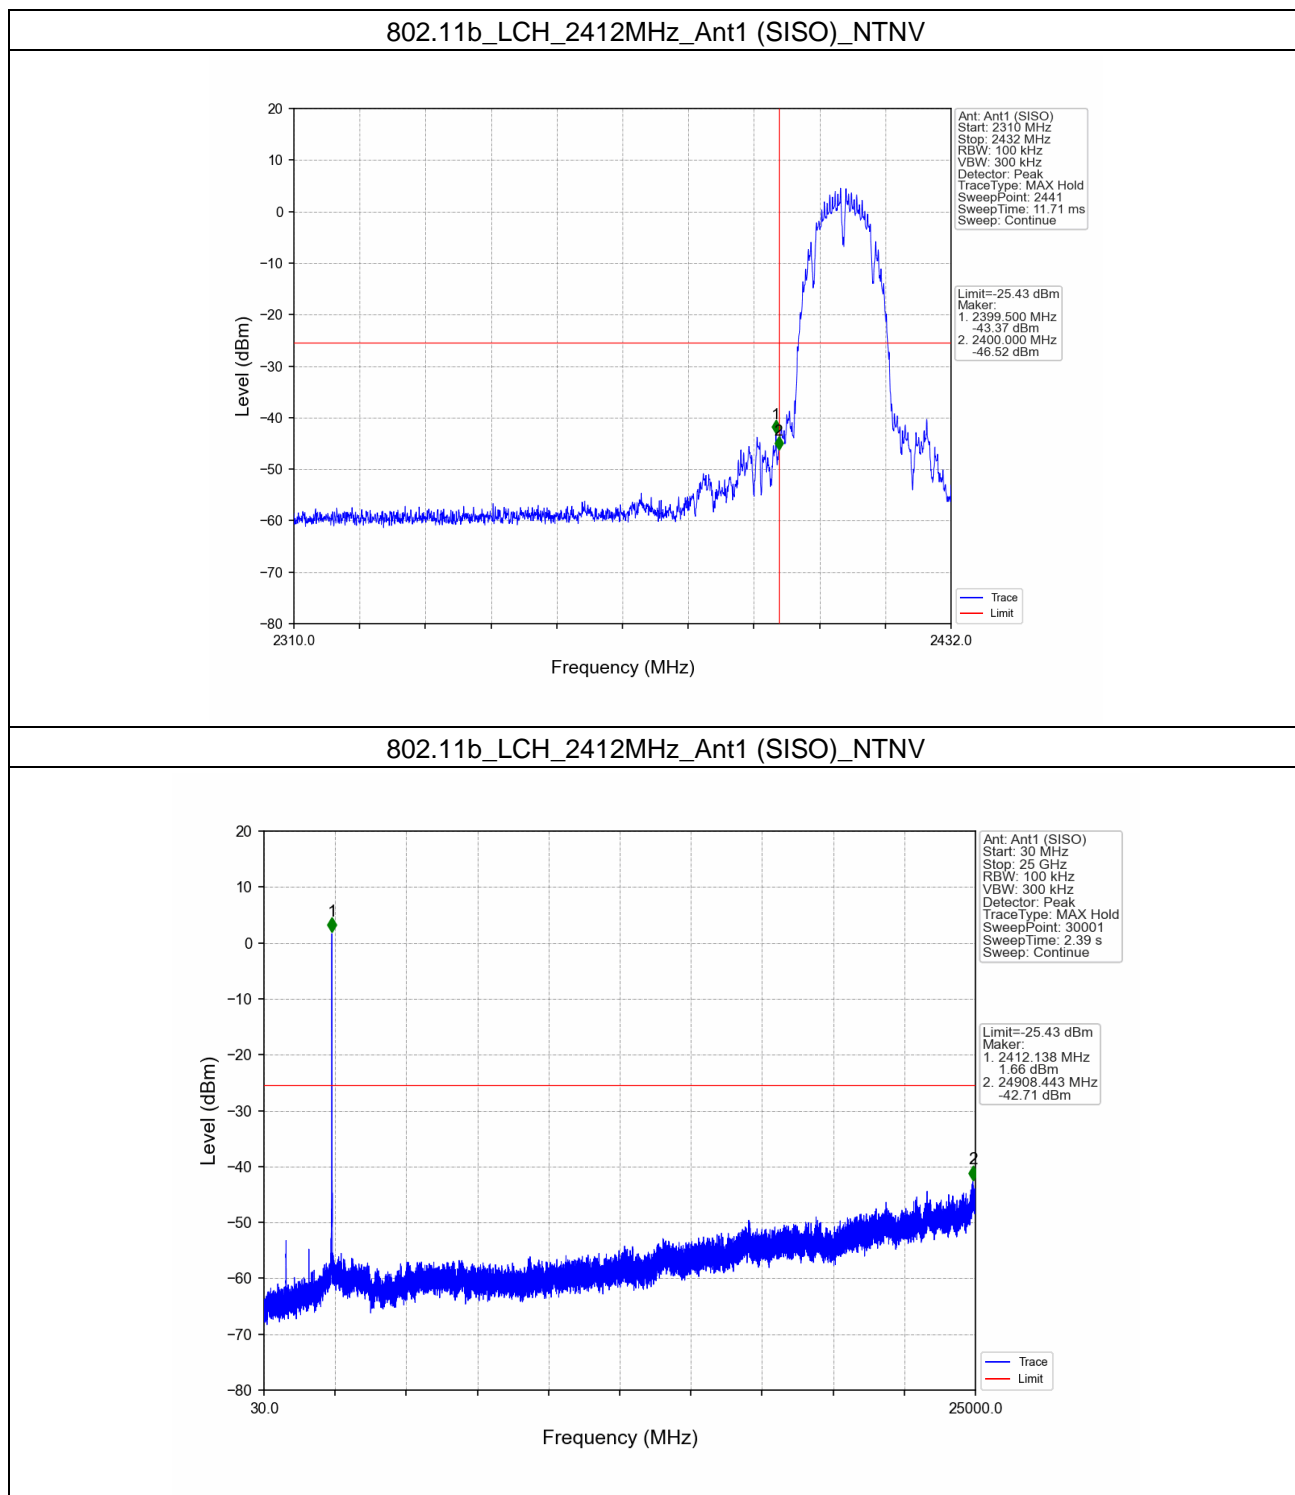 802.11b_LCH_2412MHz_Ant1 (SISO)_NTNV
20
10
0
−10
−20
−30
−40
−50
−60
−70
−80
Level (dBm)
2310.0
2432.0
Frequency (MHz)
1
2
Ant: Ant1 (SISO)
Start: 2310 MHz
Stop: 2432 MHz
RBW: 100 kHz
VBW: 300 kHz
Detector: Peak
TraceType: MAX Hold
SweepPoint: 2441
SweepTime: 11.71 ms
Sweep: Continue
Limit=-25.43 dBm
Maker:
1. 2399.500 MHz
-43.37 dBm
2. 2400.000 MHz
-46.52 dBm
Trace
Limit
802.11b_LCH_2412MHz_Ant1 (SISO)_NTNV
20
10
0
−10
−20
−30
−40
−50
−60
−70
−80
Level (dBm)
30.0
25000.0
Frequency (MHz)
1
2
Ant: Ant1 (SISO)
Start: 30 MHz
Stop: 25 GHz
RBW: 100 kHz
VBW: 300 kHz
Detector: Peak
TraceType: MAX Hold
SweepPoint: 30001
SweepTime: 2.39 s
Sweep: Continue
Limit=-25.43 dBm
Maker:
1. 2412.138 MHz
1.66 dBm
2. 24908.443 MHz
-42.71 dBm
Trace
Limit